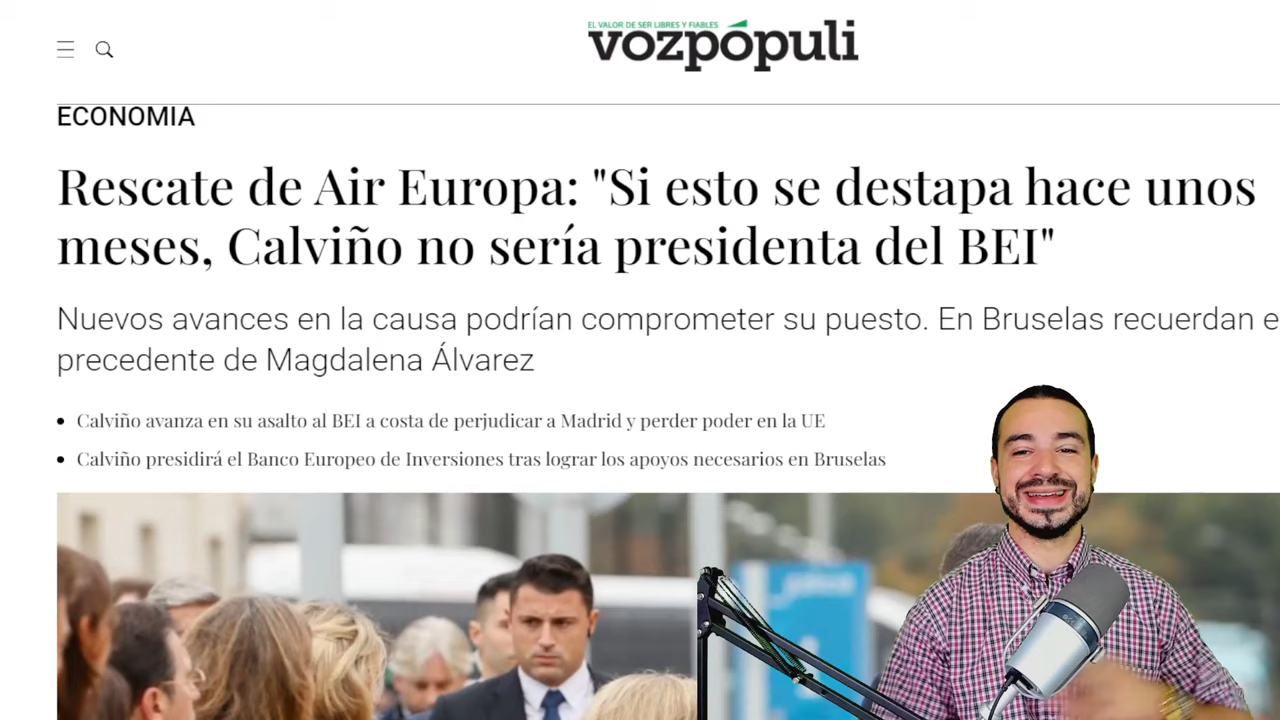 EL VALOR DE SER LIBRES Y FIABLES
vozpópuli
ECONOMIA
Rescate de Air Europa: "Si esto se destapa hace unos
meses, Calviño no sería presidenta del BEI"
Nuevos avances en la causa podrían comprometer su puesto. En Bruselas recuerdan
precedente de Magdalena Álvarez
Calviño avanza en su asalto al BEI a costa de perjudicar a Madrid y perder poder en la UE
Calviño presidirá el Banco Europeo de Inversiones tras lograr los apoyos necesarios en Bruselas